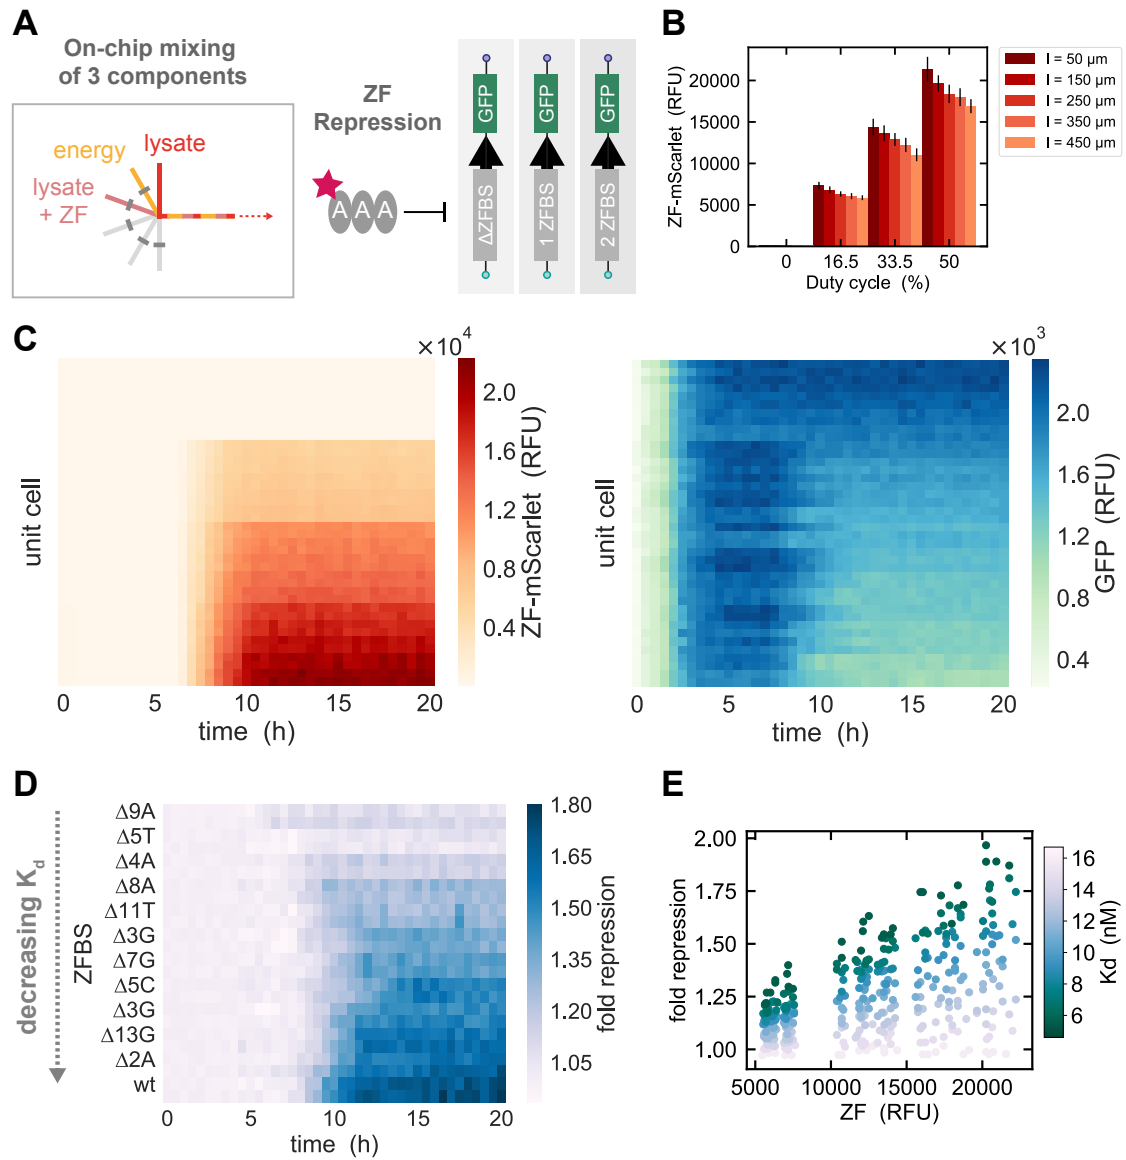 A
On-chip mixing
of 3 components
energy
lysate
lysate
+ ZF
ZF
Repression
A A A
GFP
GFP
GFP
ΔZFBS
1 ZFBS
2 ZFBS
B
ZF-mScarlet (RFU)
20000
15000
10000
5000
0
0 16.5 33.5 50
Duty cycle (%)
l = 50 μm
l = 150 μm
l = 250 μm
l = 350 μm
l = 450 μm
C
×10⁴
unit cell
0 5 10 15 20
time (h)
2.0
1.6
1.2
0.8
0.4
ZF-mScarlet (RFU)
×10³
unit cell
0 5 10 15 20
time (h)
2.0
1.6
1.2
0.8
0.4
GFP (RFU)
D
decreasing K_d
ZFBS
Δ9A
Δ5T
Δ4A
Δ8A
Δ11T
Δ3G
Δ7G
Δ5C
Δ3G
Δ13G
Δ2A
wt
0 5 10 15 20
time (h)
1.80
1.65
1.50
1.35
1.20
1.05
fold repression
E
fold repression
2.00
1.75
1.50
1.25
1.00
5000 10000 15000 20000
ZF (RFU)
16
14
12
10
8
6
Kd (nM)